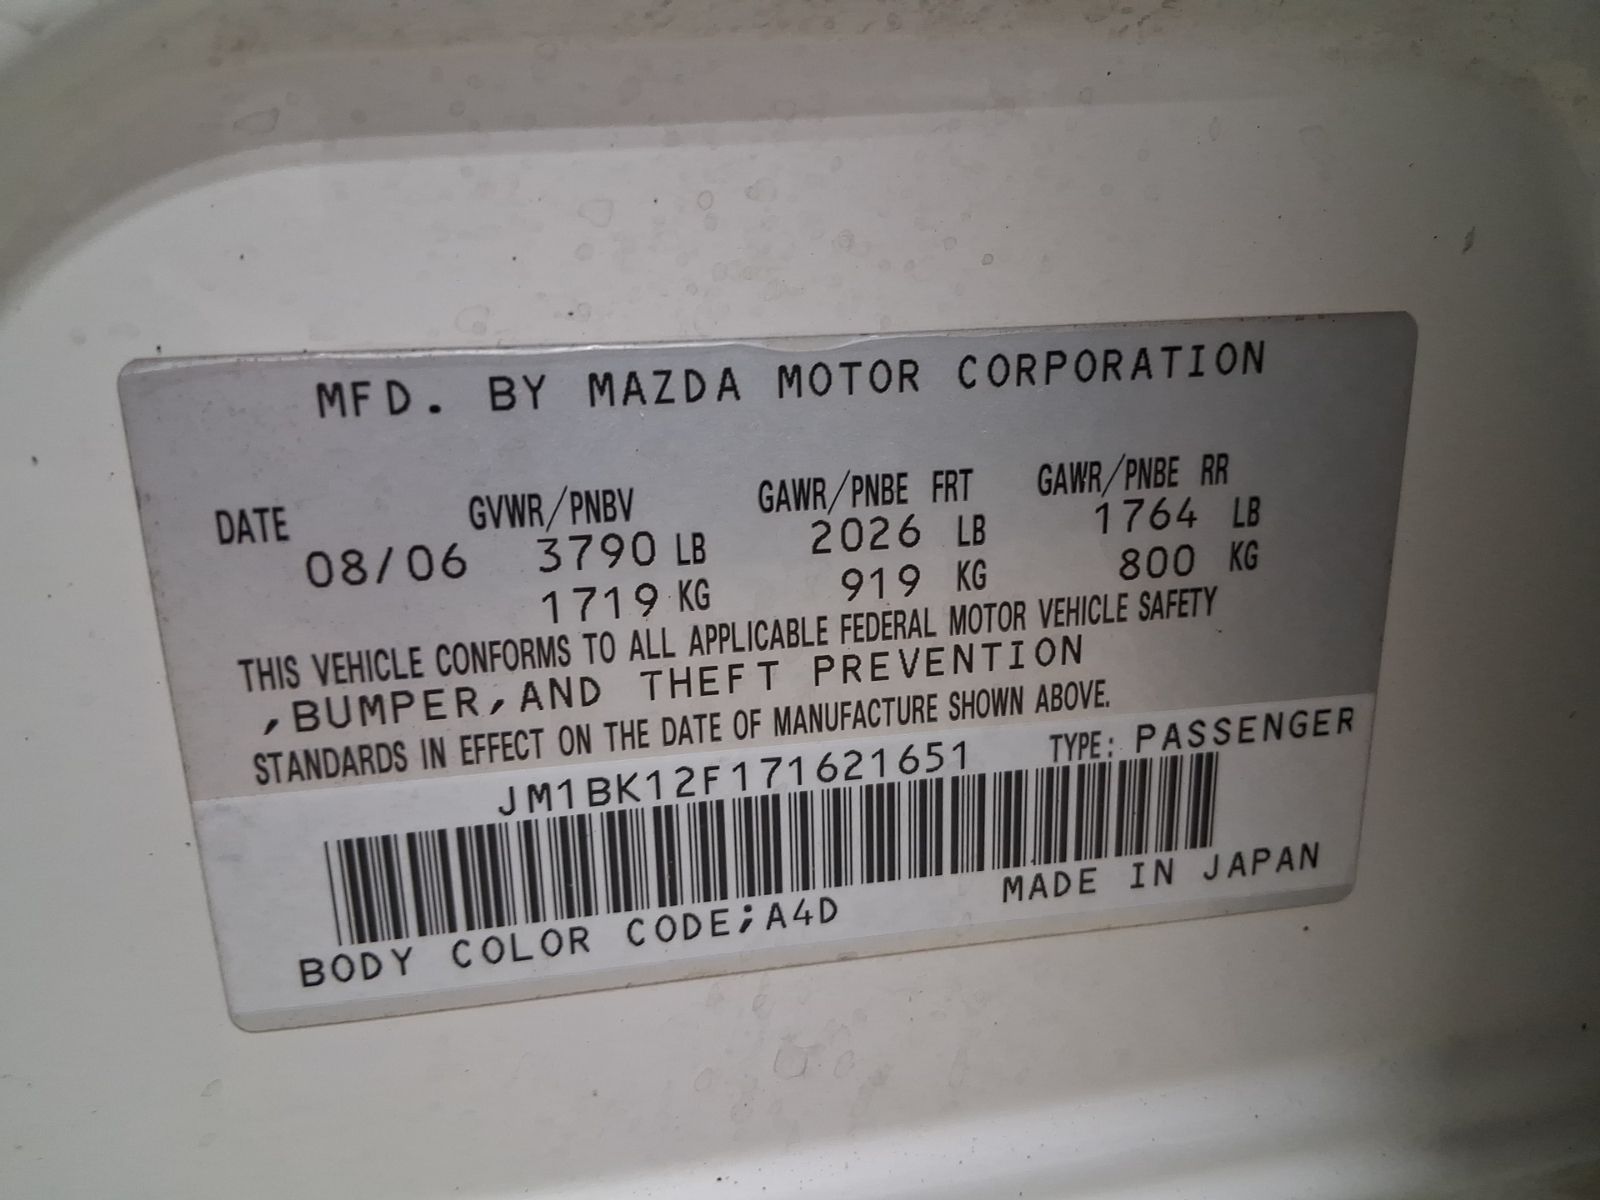 MFD. BY MAZDA MOTOR CORPORATION
DATE GVWR/PNBV GAWR/PNBE FRT GAWR/PNBE RR
08/06 3790 LB 2026 LB 1764 LB
1719 KG 919 KG 800 KG
THIS VEHICLE CONFORMS TO ALL APPLICABLE FEDERAL MOTOR VEHICLE SAFETY
,BUMPER,AND THEFT PREVENTION
STANDARDS IN EFFECT ON THE DATE OF MANUFACTURE SHOWN ABOVE.
JM1BK12F171621651 TYPE: PASSENGER
BODY COLOR CODE;A4D MADE IN JAPAN